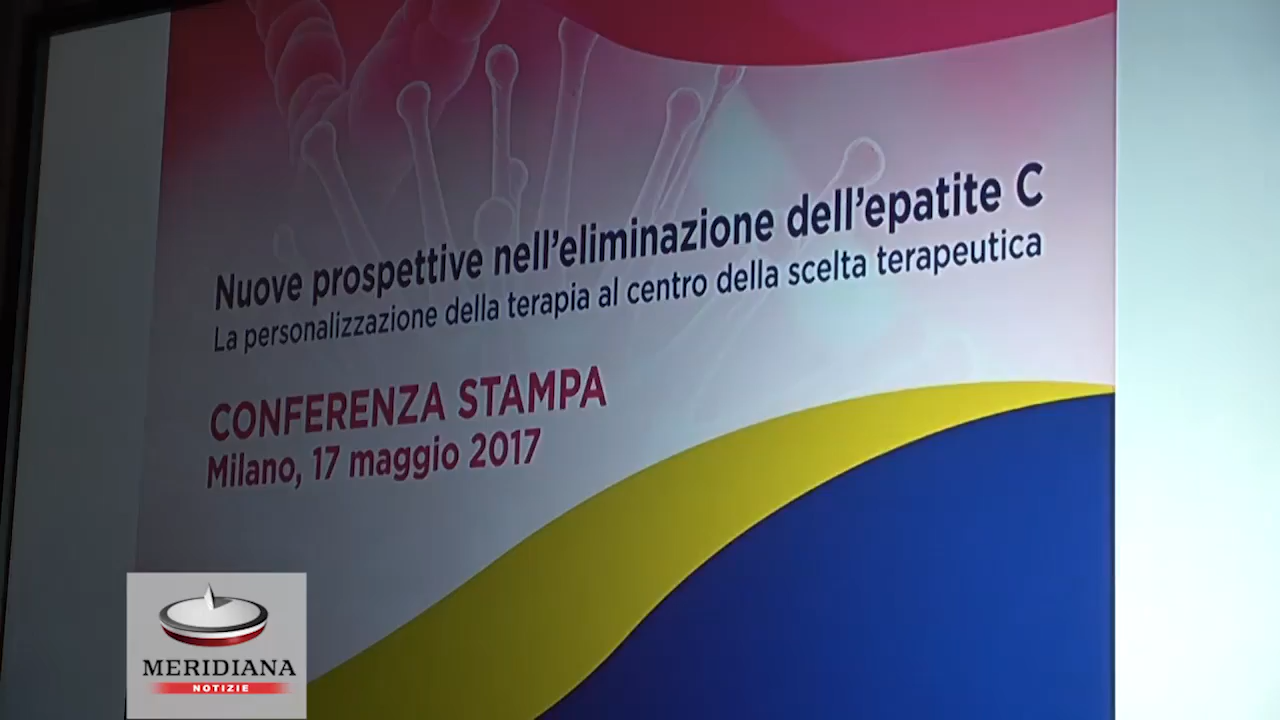 Nuove prospettive nell'eliminazione dell'epatite C
La personalizzazione della terapia al centro della scelta terapeutica
CONFERENZA STAMPA
Milano, 17 maggio 2017
MERIDIANA
NOTIZIE